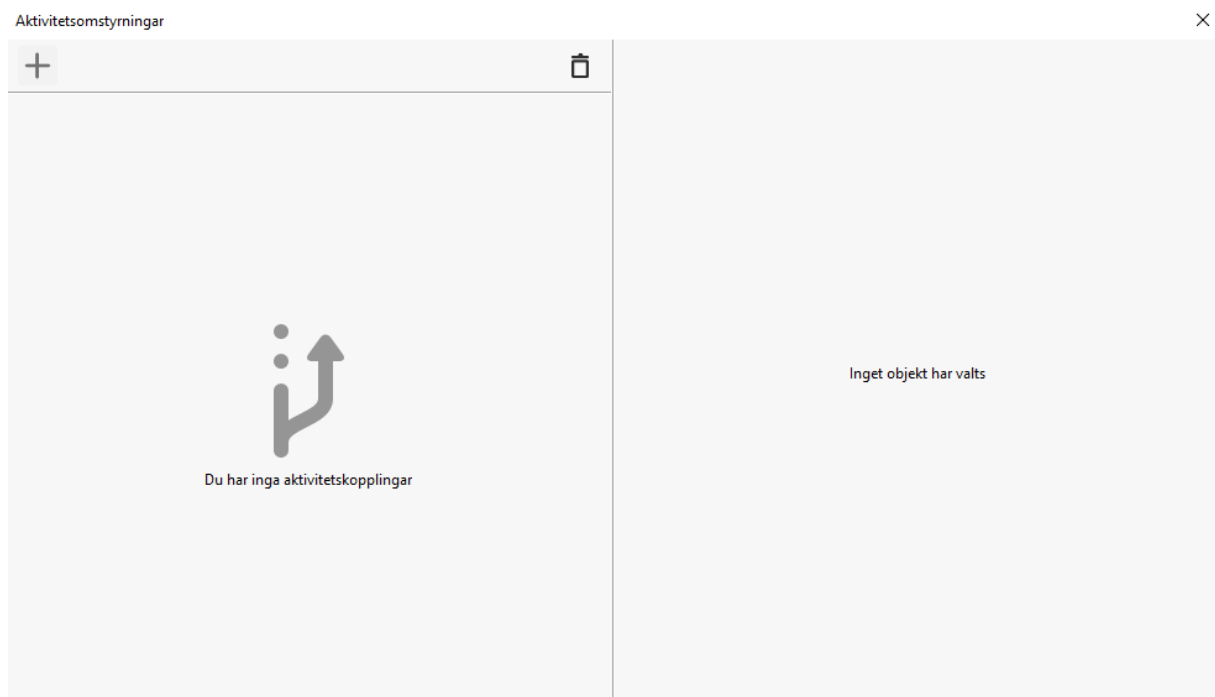 Aktivitetsomstyrningar
Du har inga aktivitetskopplingar
Inget objekt har valts